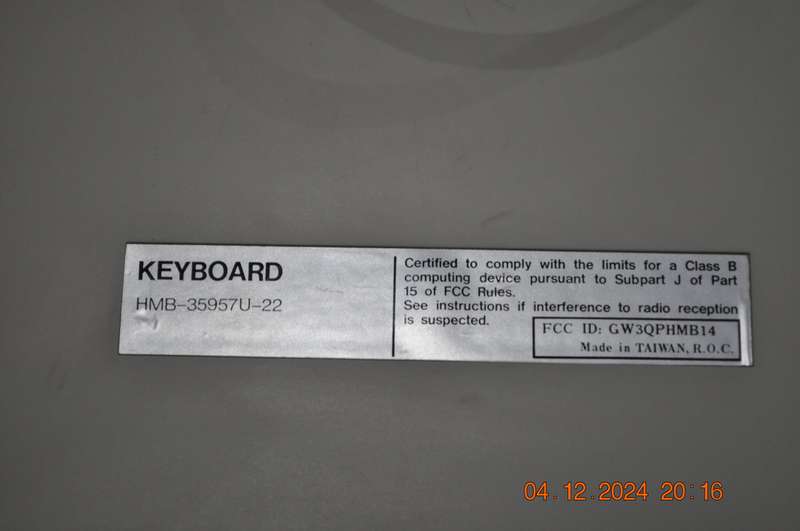 KEYBOARD
HMB-35957U-22
Certified to comply with the limits for a Class B
computing device pursuant to Subpart J of Part
15 of FCC Rules.
See instructions if interference to radio reception
is suspected.
FCC ID: GW3QPHMB14
Made in TAIWAN, R.O.C.
04.12.2024 20:16